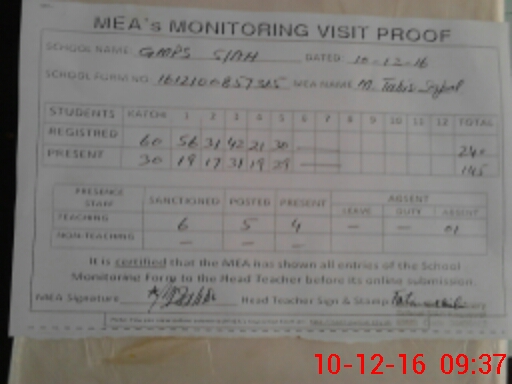 MEA's MONITORING VISIT PROOF
SCHOOL NAME GMPS SIAH DATED 10-12-16
SCHOOL FORM NO. MEA NAME M. Tahir
STUDENTS KATCHI 1 2 3 4 5 6 7 8 9 10 11 12 TOTAL
REGISTRED 60 56 31 42 21 30 240
PRESENT 30 19 17 31 19 29 145
PRESENCE STAFF SANCTIONED POSTED PRESENT ABSENT
LEAVE DUTY ABSENT
TEACHING 6 5 4 — — 01
NON-TEACHING — — —
It is certified that the MEA has shown all entries of the School
Monitoring Form to the Head Teacher before its online submission.
MEA Signature Head Teacher Sign & Stamp
10-12-16 09:37